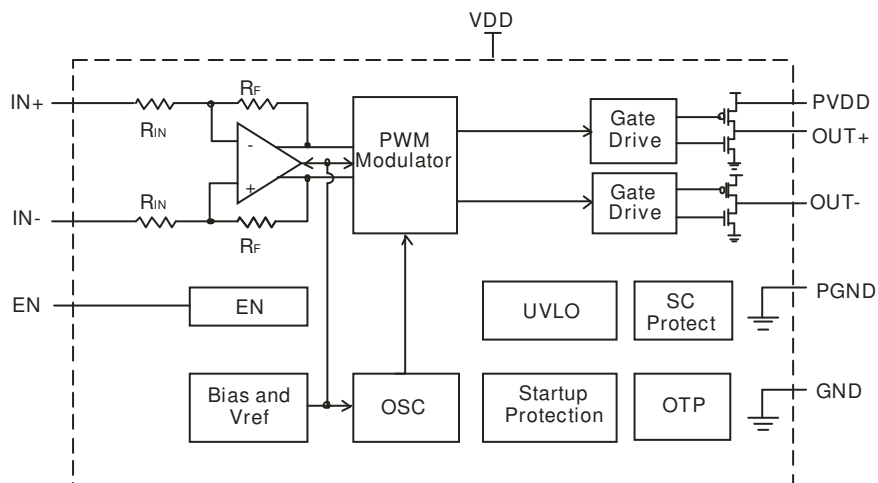 VDD
IN+
RIN
RF
-
+
IN-
RIN
RF
PWM
Modulator
Gate
Drive
Gate
Drive
PVDD
OUT+
OUT-
EN
EN
UVLO
SC
Protect
PGND
Bias and
Vref
OSC
Startup
Protection
OTP
GND